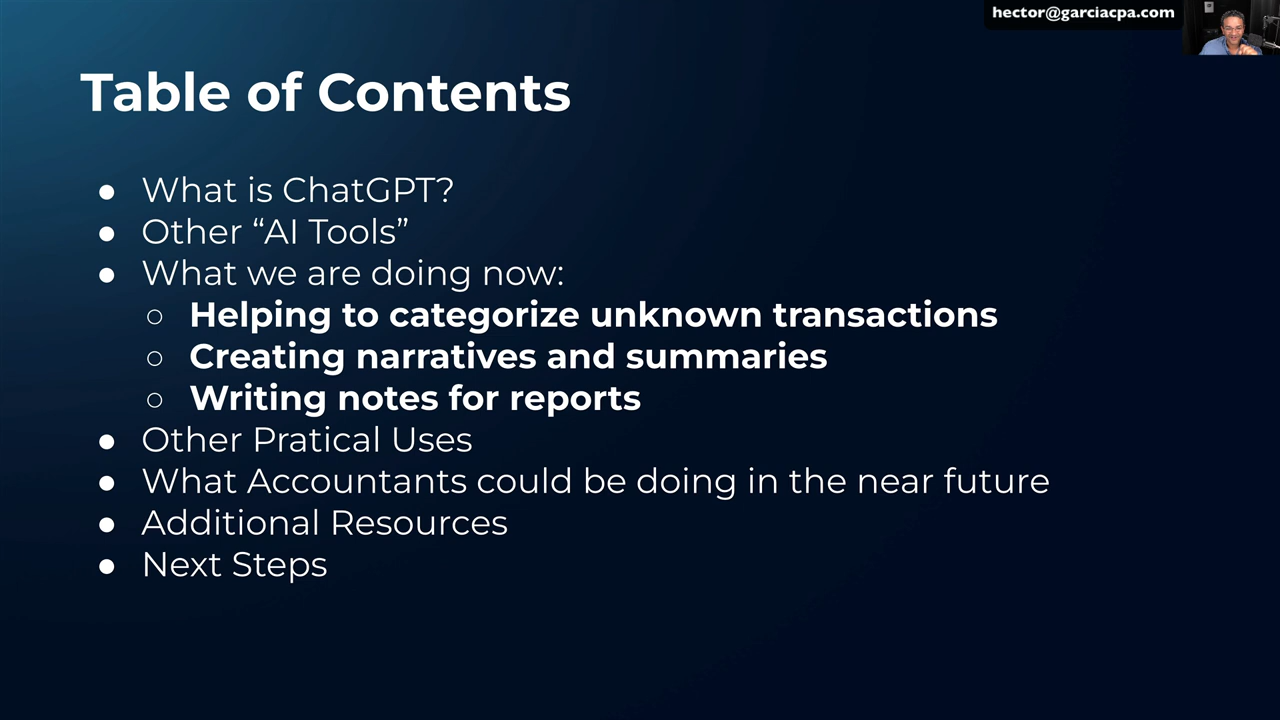 hector@garciacpa.com
Table of Contents
● What is ChatGPT?
● Other “AI Tools”
● What we are doing now:
○ Helping to categorize unknown transactions
○ Creating narratives and summaries
○ Writing notes for reports
● Other Pratical Uses
● What Accountants could be doing in the near future
● Additional Resources
● Next Steps